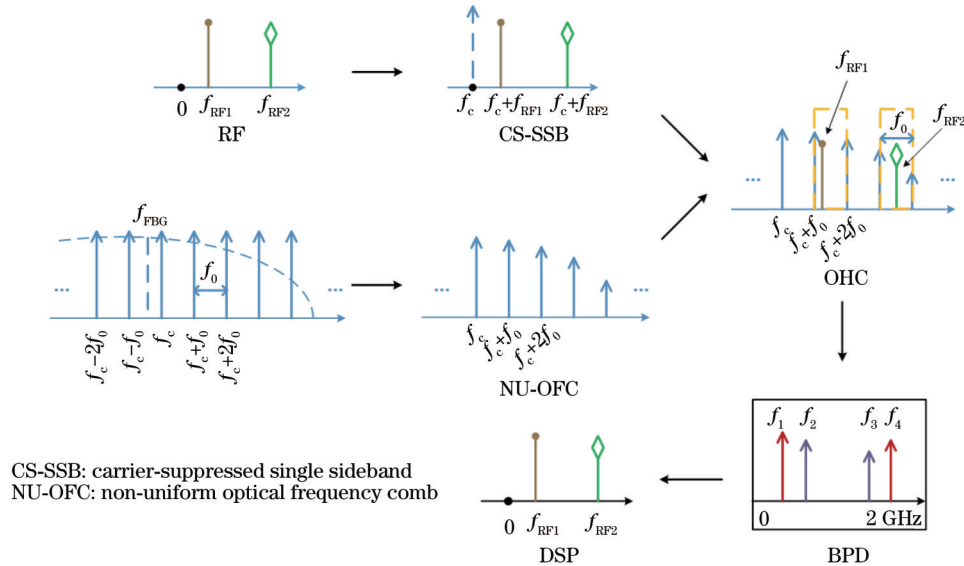 0
f_RF1
f_RF2
RF
f_c
f_c+f_RF1
f_c+f_RF2
CS-SSB
f_RF1
f_0
f_RF2
...
...
f_c
f_c+f_0
f_c+2f_0
OHC
f_FBG
f_0
...
...
f_c−2f_0
f_c−f_0
f_c
f_c+f_0
f_c+2f_0
...
...
f_c
f_c+f_0
f_c+2f_0
NU-OFC
f_1
f_2
f_3
f_4
0
2 GHz
BPD
0
f_RF1
f_RF2
DSP
CS-SSB: carrier-suppressed single sideband
NU-OFC: non-uniform optical frequency comb